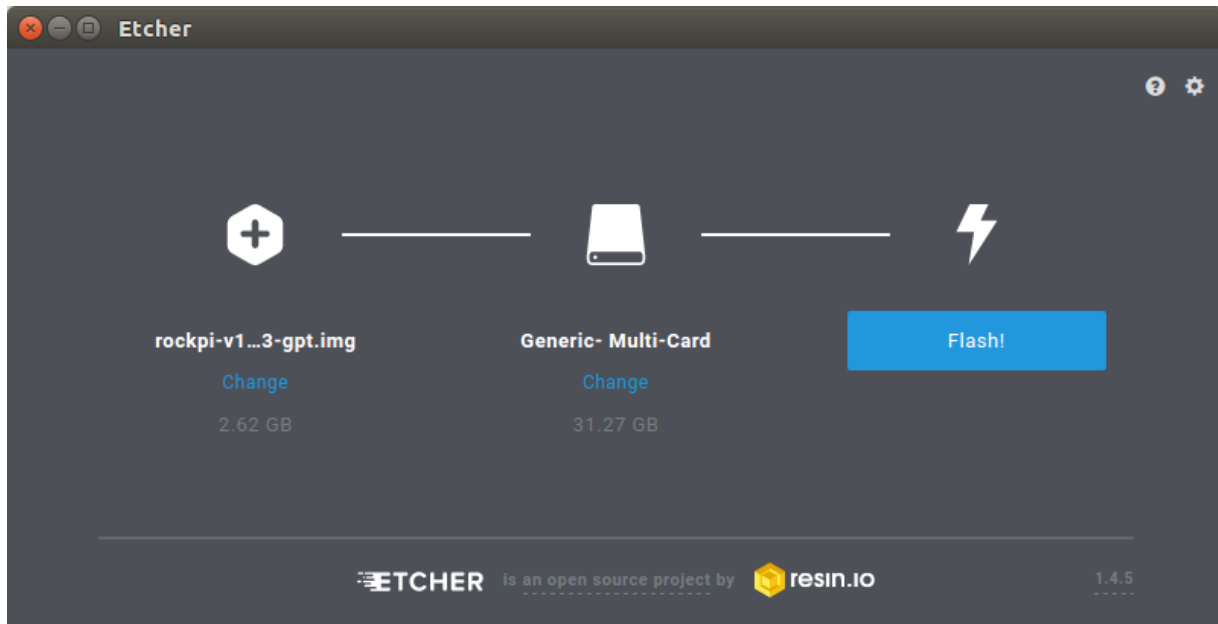 Etcher
rockpi-v1...3-gpt.img
Generic- Multi-Card
Flash!
Change
Change
2.62 GB
31.27 GB
ETCHER is an open source project by resin.io 1.4.5